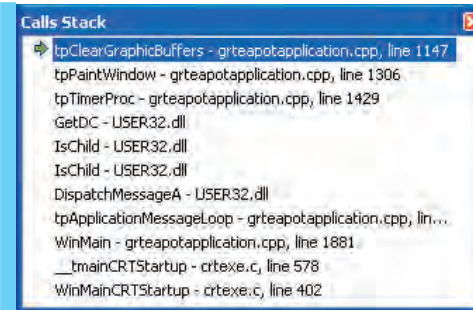 Calls Stack
tpClearGraphicBuffers - grteapotapplication.cpp, line 1147
tpPaintWindow - grteapotapplication.cpp, line 1306
tpTimerProc - grteapotapplication.cpp, line 1429
GetDC - USER32.dll
IsChild - USER32.dll
IsChild - USER32.dll
DispatchMessageA - USER32.dll
tpApplicationMessageLoop - grteapotapplication.cpp, lin...
WinMain - grteapotapplication.cpp, line 1881
__tmainCRTStartup - crtexe.c, line 578
WinMainCRTStartup - crtexe.c, line 402